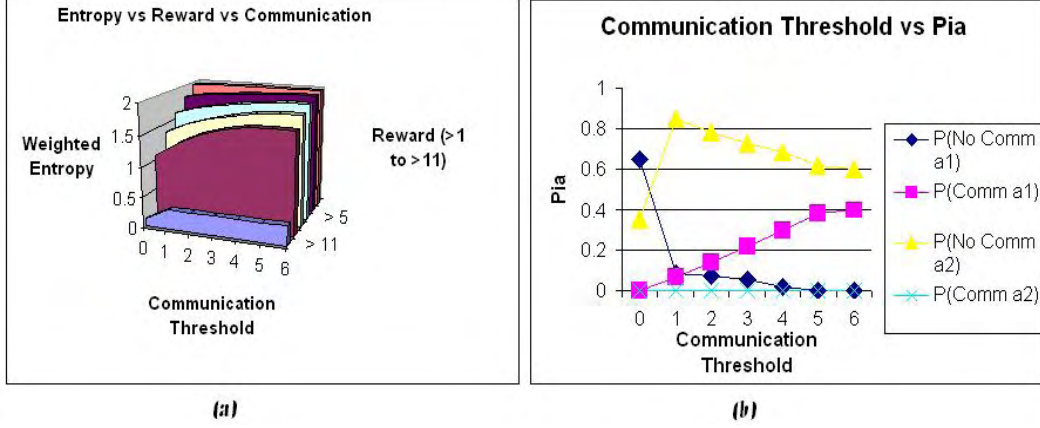 Entropy vs Reward vs Communication
2
1.5
1
0.5
0
Weighted
Entropy
Reward (>1
to > 11)
> 5
> 11
0 1 2 3 4 5 6
Communication
Threshold
(a)
Communication Threshold vs Pia
1
0.8
0.6
0.4
0.2
0
Pia
0 1 2 3 4 5 6
Communication
Threshold
P(No Comm
a1)
P(Comm a1)
P(No Comm
a2)
P(Comm a2)
(b)